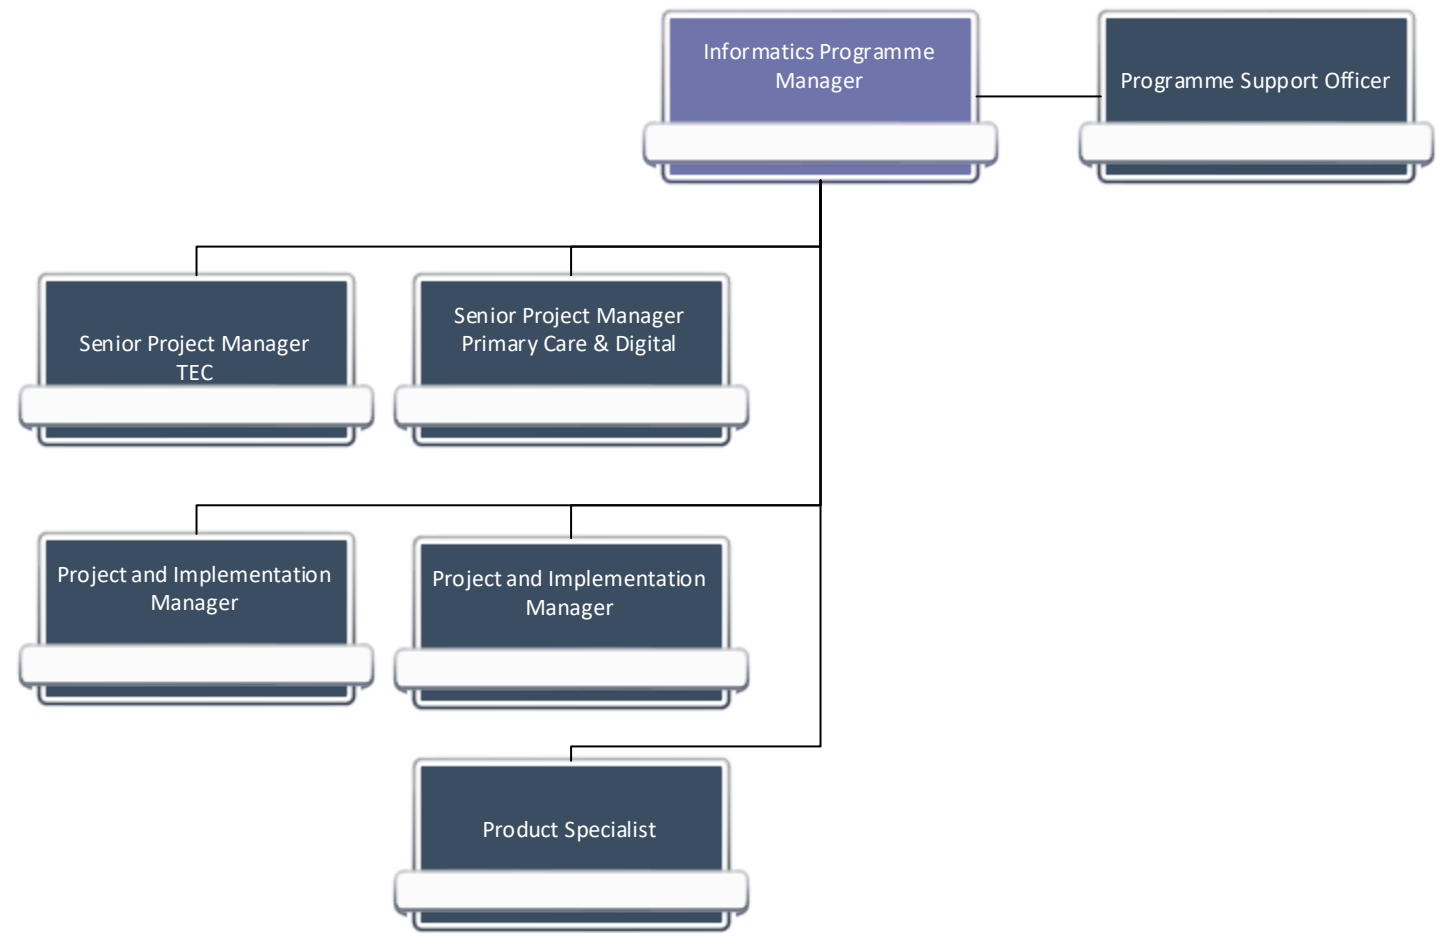 Informatics Programme
Manager
Programme Support Officer
Senior Project Manager
TEC
Senior Project Manager
Primary Care & Digital
Project and Implementation
Manager
Project and Implementation
Manager
Product Specialist